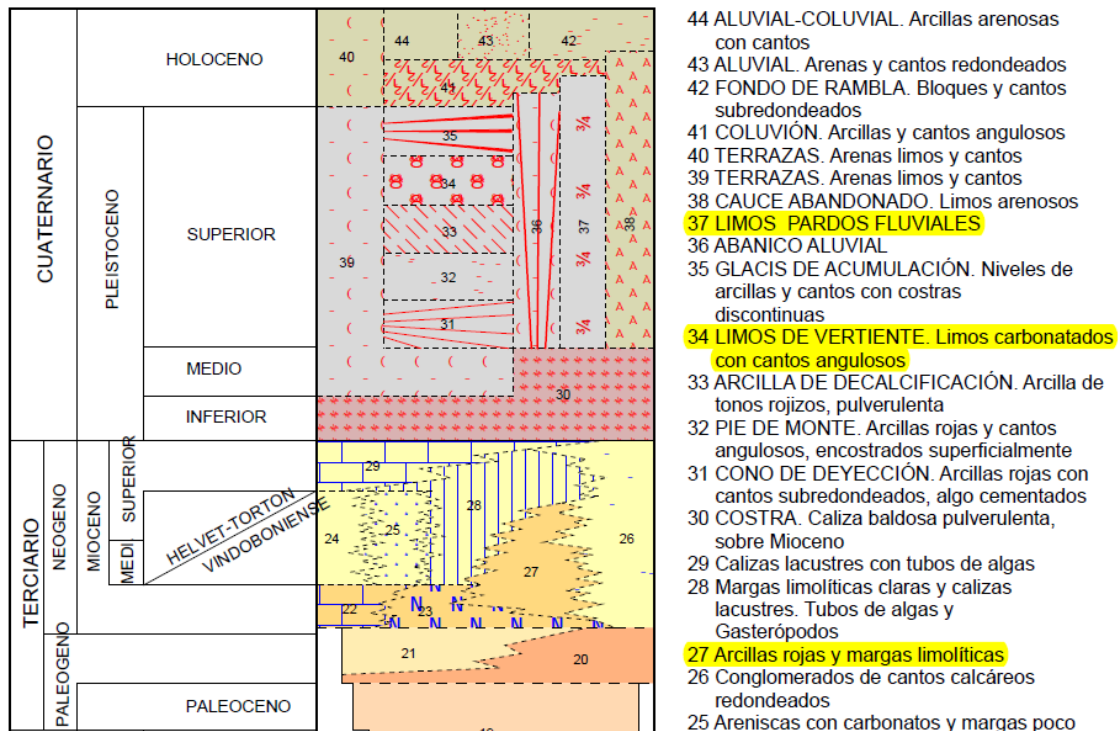 CUATERNARIO
HOLOCENO
PLEISTOCENO
SUPERIOR
MEDIO
INFERIOR
TERCIARIO
NEOGENO
MIOCENO
SUPERIOR
MEDI.
HELVET-TORTON
VINDOBONIENSE
PALEOGENO
PALEOCENO
40
44
43
42
41
35
34
33
32
31
39
36
37
38
30
29
28
24
25
26
27
22
23
21
20
44 ALUVIAL-COLUVIAL. Arcillas arenosas
con cantos
43 ALUVIAL. Arenas y cantos redondeados
42 FONDO DE RAMBLA. Bloques y cantos
subredondeados
41 COLUVIÓN. Arcillas y cantos angulosos
40 TERRAZAS. Arenas limos y cantos
39 TERRAZAS. Arenas limos y cantos
38 CAUCE ABANDONADO. Limos arenosos
37 LIMOS PARDOS FLUVIALES
36 ABANICO ALUVIAL
35 GLACIS DE ACUMULACIÓN. Niveles de
arcillas y cantos con costras
discontinuas
34 LIMOS DE VERTIENTE. Limos carbonatados
con cantos angulosos
33 ARCILLA DE DECALCIFICACIÓN. Arcilla de
tonos rojizos, pulverulenta
32 PIE DE MONTE. Arcillas rojas y cantos
angulosos, encostrados superficialmente
31 CONO DE DEYECCIÓN. Arcillas rojas con
cantos subredondeados, algo cementados
30 COSTRA. Caliza baldosa pulverulenta,
sobre Mioceno
29 Calizas lacustres con tubos de algas
28 Margas limolíticas claras y calizas
lacustres. Tubos de algas y
Gasterópodos
27 Arcillas rojas y margas limolíticas
26 Conglomerados de cantos calcáreos
redondeados
25 Areniscas con carbonatos y margas poco